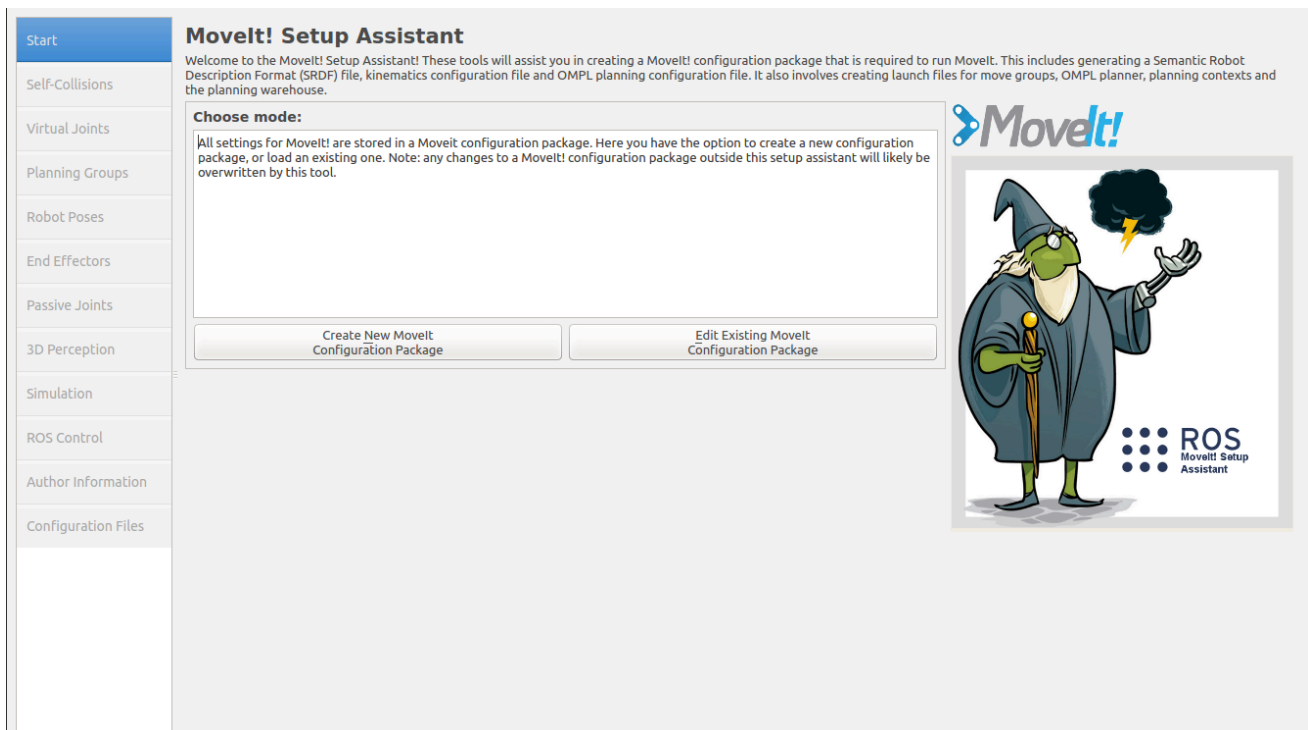 Start
Self-Collisions
Virtual Joints
Planning Groups
Robot Poses
End Effectors
Passive Joints
3D Perception
Simulation
ROS Control
Author Information
Configuration Files
MoveIt! Setup Assistant
Welcome to the MoveIt! Setup Assistant! These tools will assist you in creating a MoveIt! configuration package that is required to run MoveIt. This includes generating a Semantic Robot
Description Format (SRDF) file, kinematics configuration file and OMPL planning configuration file. It also involves creating launch files for move groups, OMPL planner, planning contexts and
the planning warehouse.
Choose mode:
All settings for MoveIt! are stored in a Moveit configuration package. Here you have the option to create a new configuration
package, or load an existing one. Note: any changes to a MoveIt! configuration package outside this setup assistant will likely be
overwritten by this tool.
Create New MoveIt
Configuration Package
Edit Existing MoveIt
Configuration Package
MoveIt!
ROS
MoveIt! Setup
Assistant